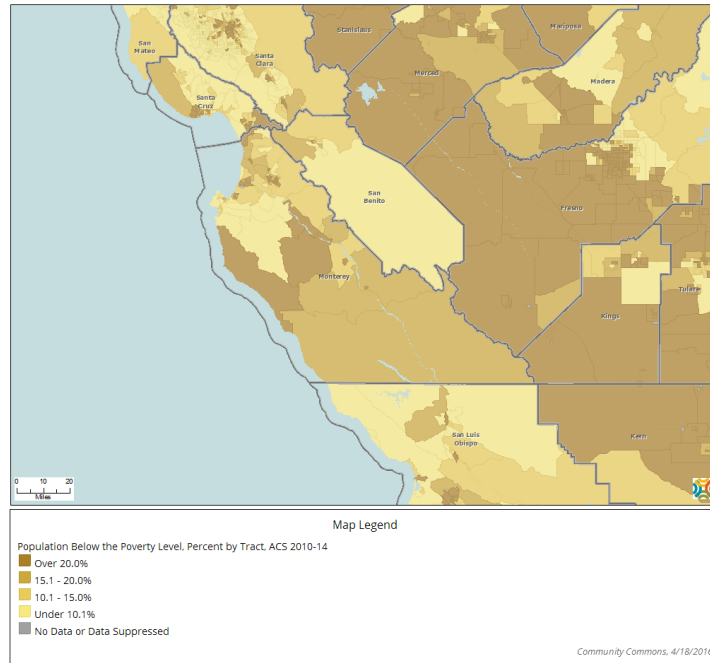 Stanislaus
Mariposa
San
Mateo
Santa
Clara
Merced
Madera
Santa
Cruz
San
Benito
Fresno
Monterey
Tulare
Kings
San Luis
Obispo
Kern
0 10 20
Miles
Map Legend
Population Below the Poverty Level, Percent by Tract, ACS 2010-14
Over 20.0%
15.1 - 20.0%
10.1 - 15.0%
Under 10.1%
No Data or Data Suppressed
Community Commons, 4/18/2016